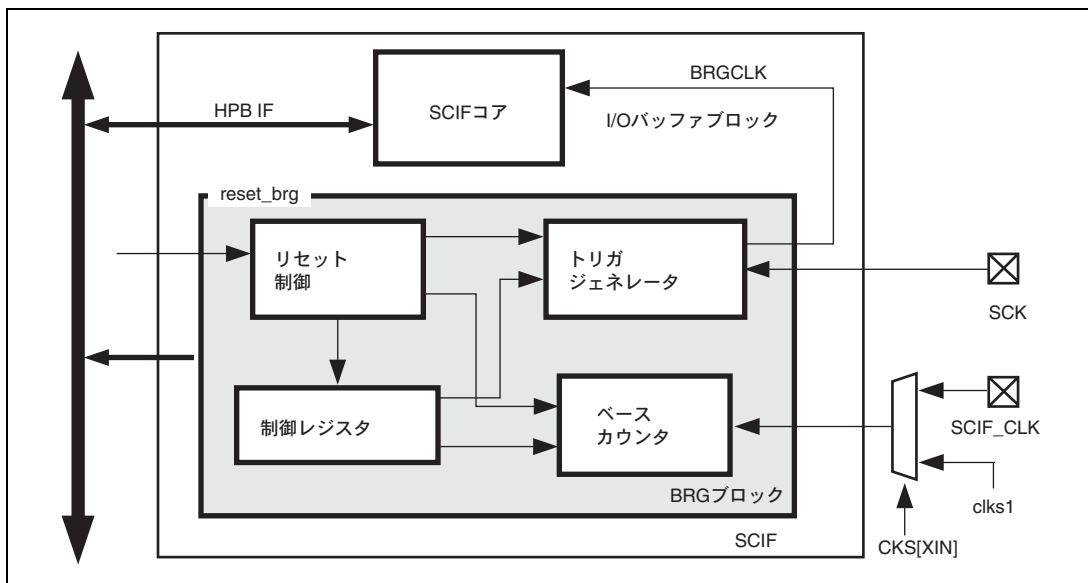 BRGCLK
SCIFコア
HPB IF
I/Oバッファブロック
reset_brg
リセット
制御
トリガ
ジェネレータ
SCK
制御レジスタ
ベース
カウンタ
SCIF_CLK
BRGブロック
clks1
SCIF
CKS[XIN]